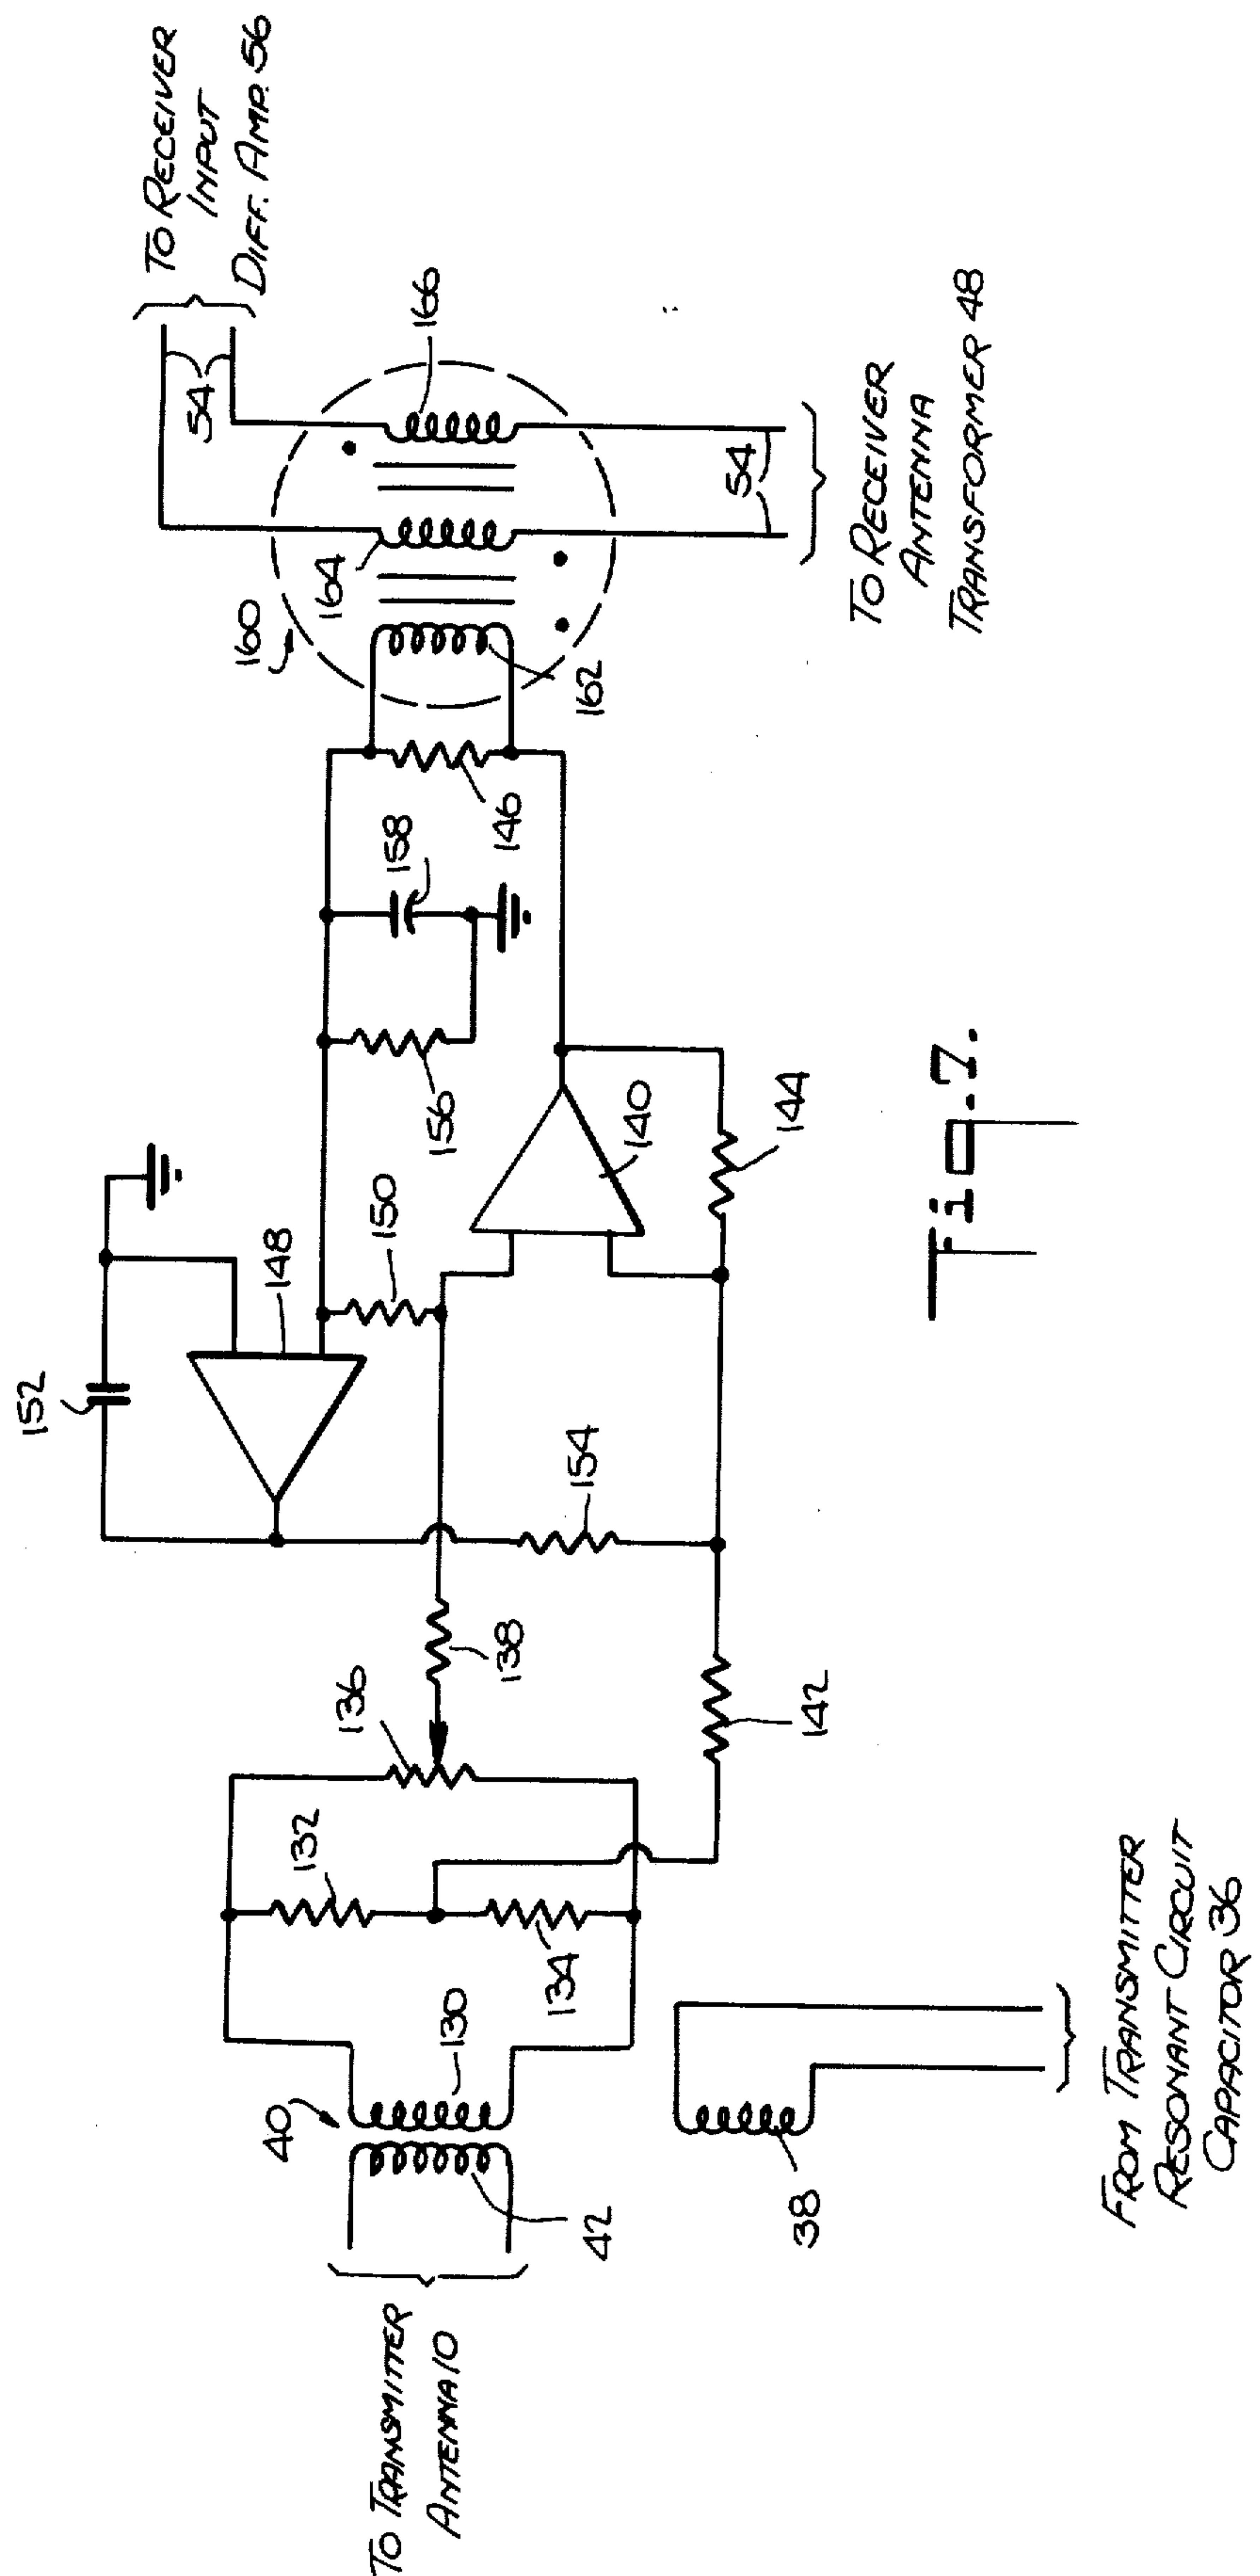 TO RECEIVER
INPUT
DIFF. AMP. 56
54
166
160
164
162
54
TO RECEIVER
ANTENNA
TRANSFORMER 48
146
158
156
150
148
152
140
144
154
138
136
142
132
134
130
40
42
38
TO TRANSMITTER
ANTENNA 10
FROM TRANSMITTER
RESONANT CIRCUIT
CAPACITOR 36
Fig. 7.